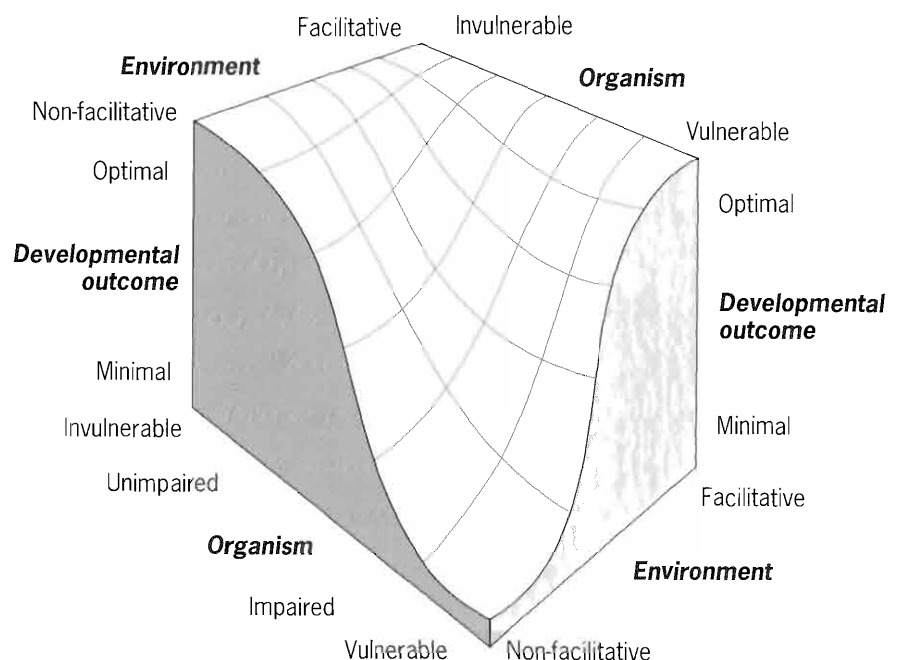 Facilitative
Invulnerable
Environment
Organism
Non-facilitative
Vulnerable
Optimal
Optimal
Developmental
outcome
Developmental
outcome
Minimal
Minimal
Invulnerable
Unimpaired
Facilitative
Organism
Environment
Impaired
Vulnerable
Non-facilitative